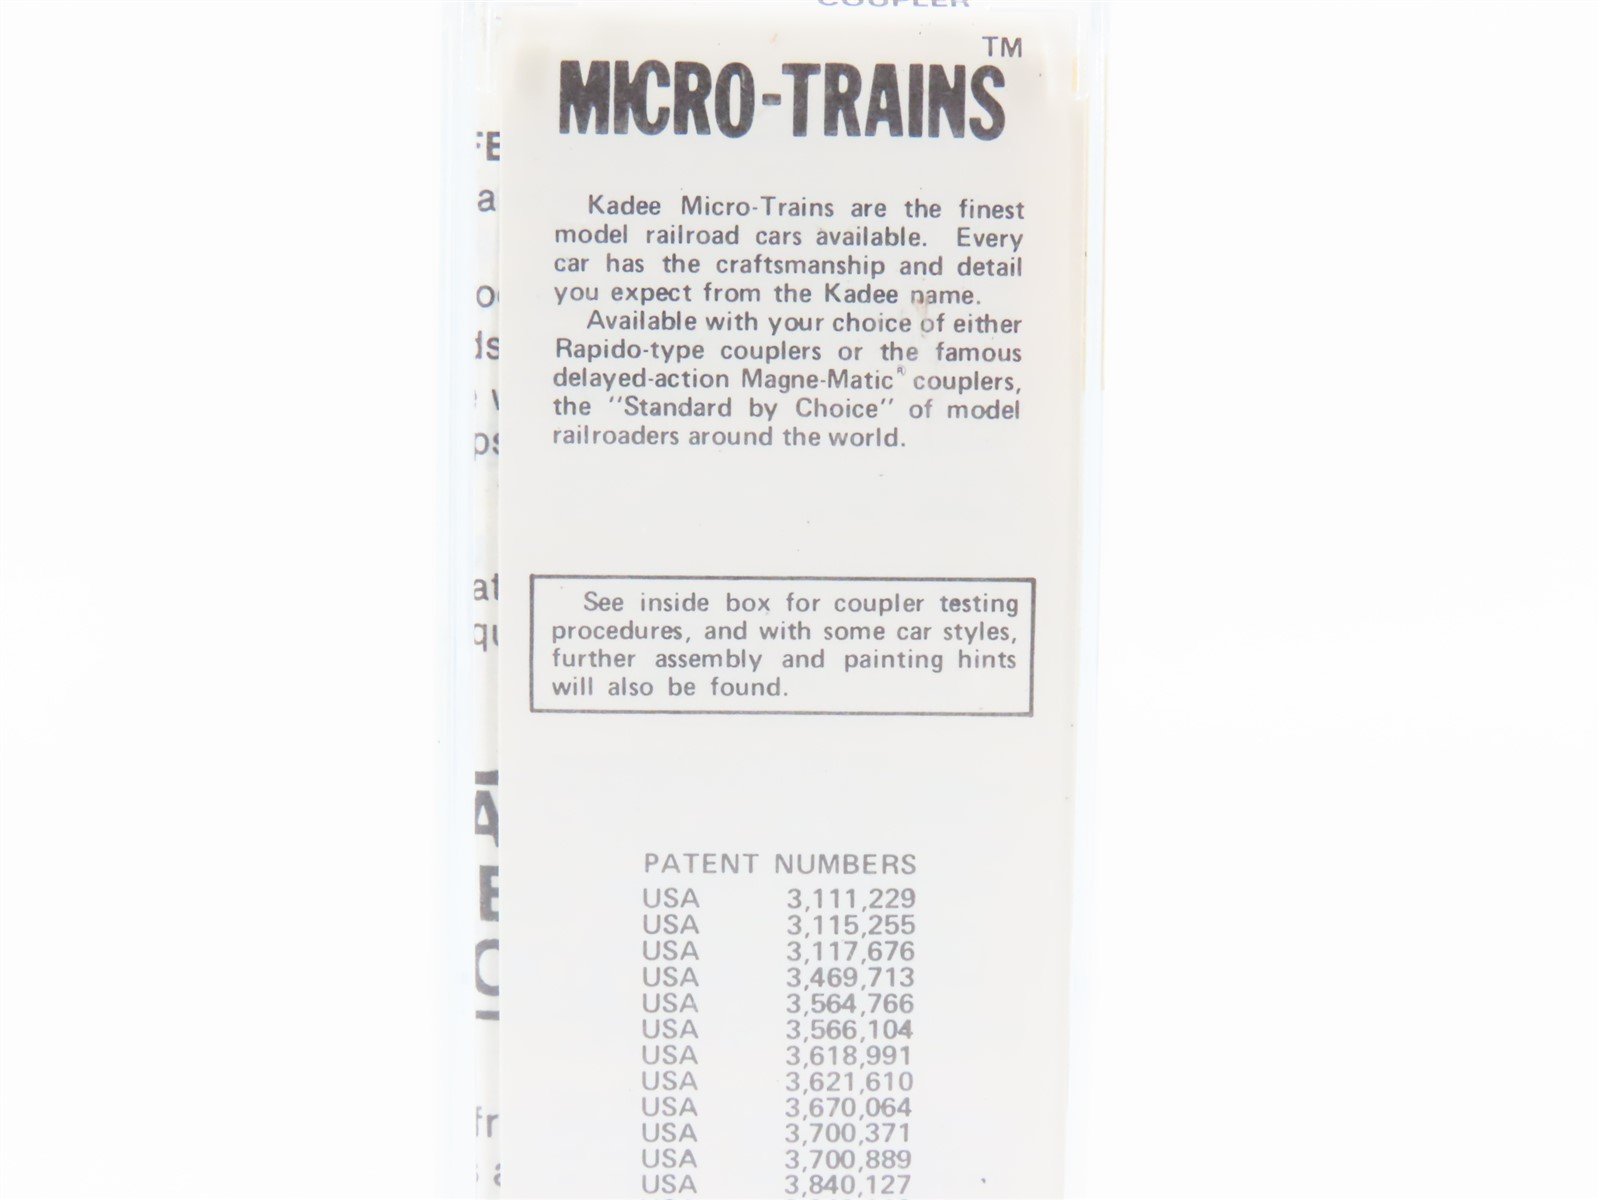 COUPLER
TM
MICRO-TRAINS
Kadee Micro-Trains are the finest
model railroad cars available. Every
car has the craftsmanship and detail
you expect from the Kadee name.
Available with your choice of either
Rapido-type couplers or the famous
delayed-action Magne-Matic® couplers,
the "Standard by Choice" of model
railroaders around the world.
See inside box for coupler testing
procedures, and with some car styles,
further assembly and painting hints
will also be found.
PATENT NUMBERS
USA 3,111,229
USA 3,115,255
USA 3,117,676
USA 3,469,713
USA 3,564,766
USA 3,566,104
USA 3,618,991
USA 3,621,610
USA 3,670,064
USA 3,700,371
USA 3,700,889
USA 3,840,127